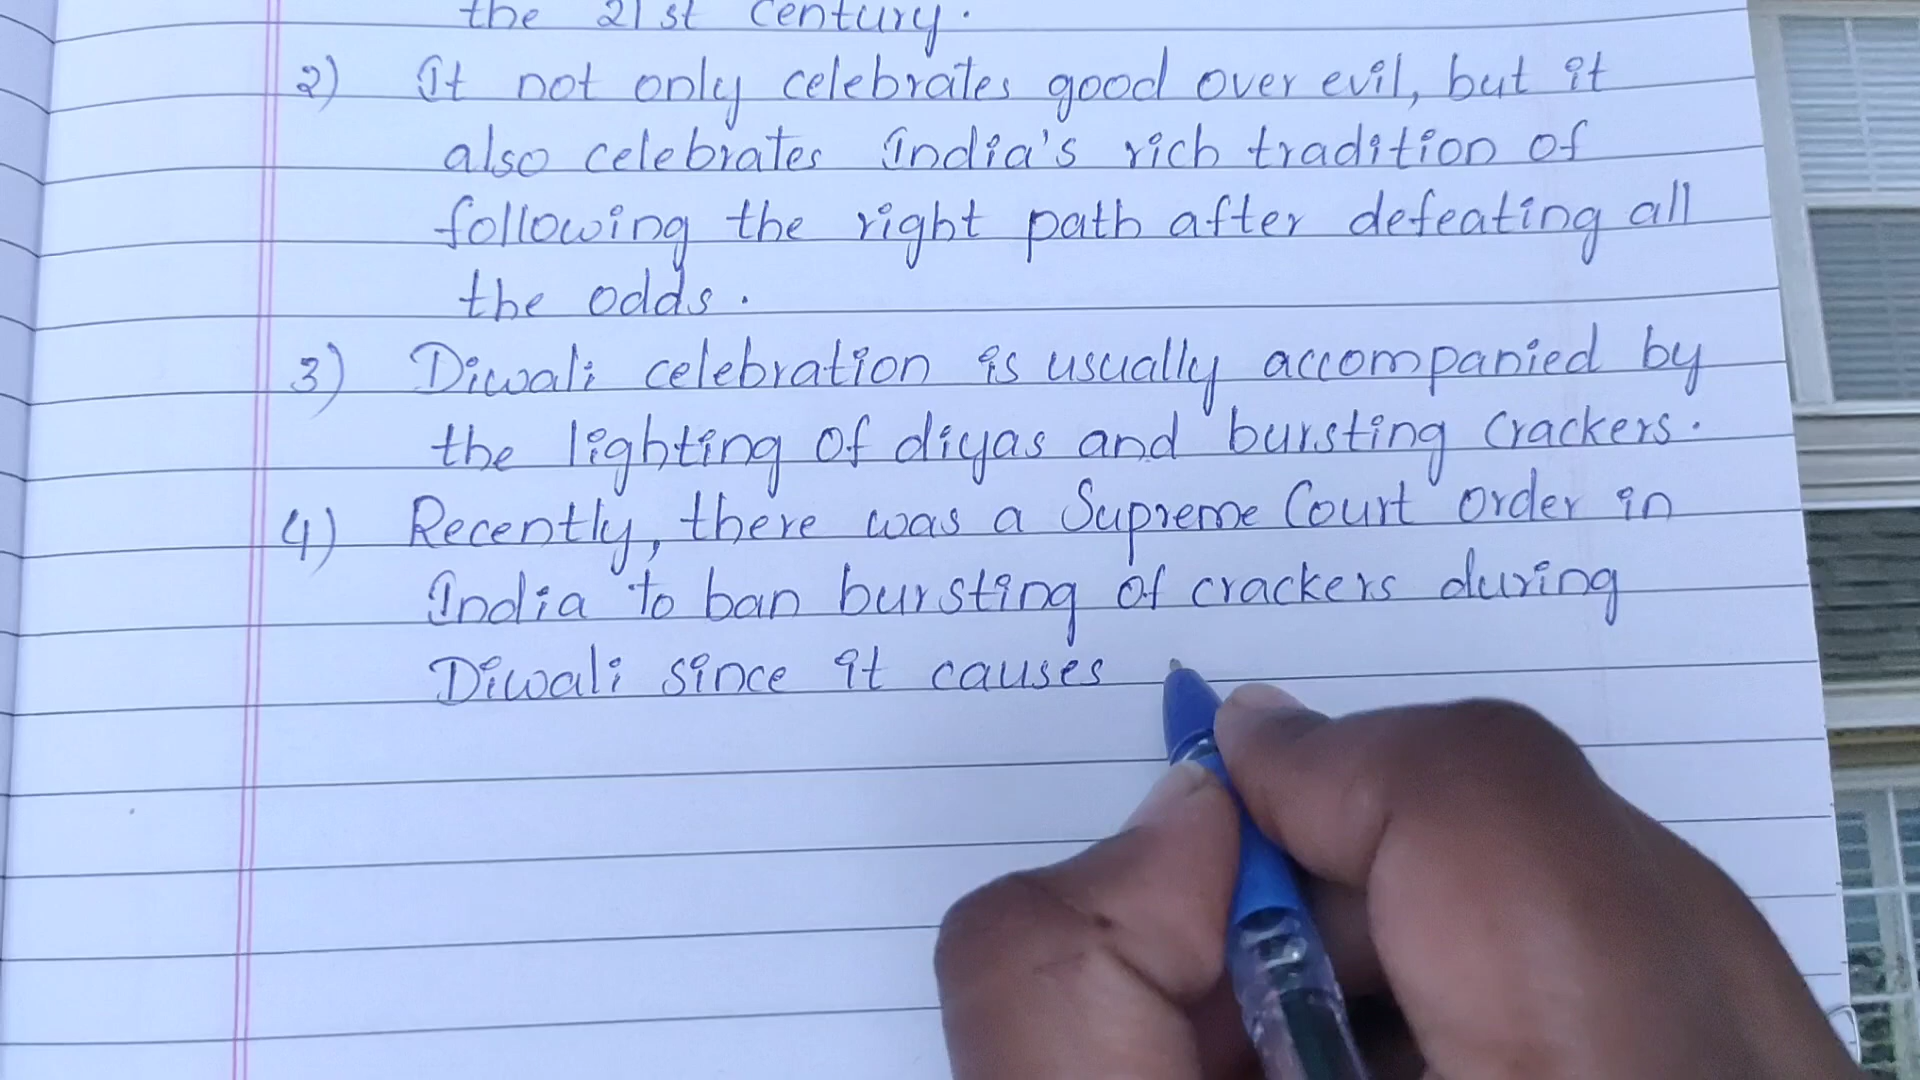 the 21st century.
2) It not only celebrates good over evil, but it
also celebrates India's rich tradition of
following the right path after defeating all
the odds.
3) Diwali celebration is usually accompanied by
the lighting of diyas and bursting crackers.
4) Recently, there was a Supreme Court order in
India to ban bursting of crackers during
Diwali since it causes